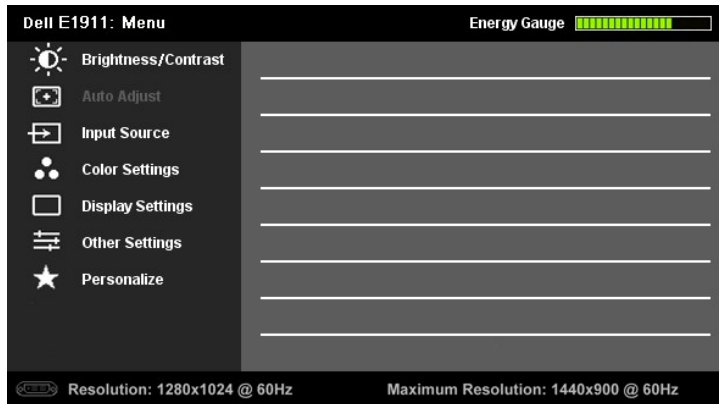 Dell E1911: Menu
Energy Gauge
Brightness/Contrast
Auto Adjust
Input Source
Color Settings
Display Settings
Other Settings
Personalize
Resolution: 1280x1024 @ 60Hz
Maximum Resolution: 1440x900 @ 60Hz